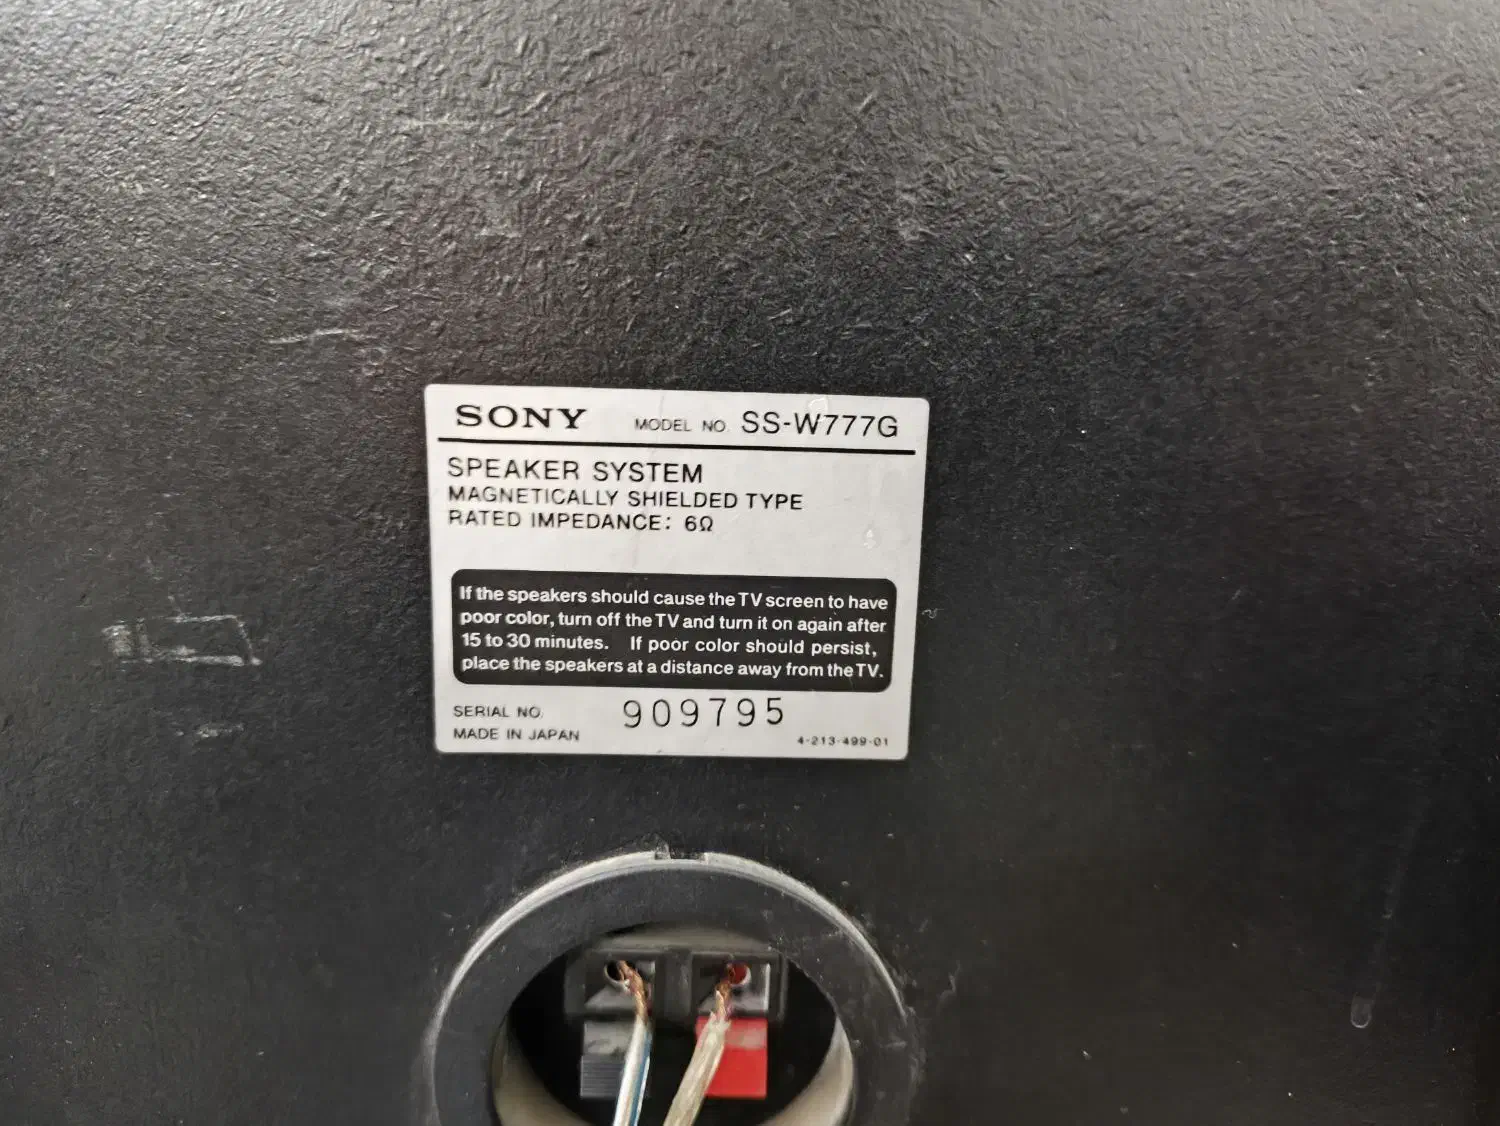 SONY MODEL NO. SS-W777G
SPEAKER SYSTEM
MAGNETICALLY SHIELDED TYPE
RATED IMPEDANCE: 6Ω
If the speakers should cause the TV screen to have
poor color, turn off the TV and turn it on again after
15 to 30 minutes. If poor color should persist,
place the speakers at a distance away from the TV.
SERIAL NO. 909795
MADE IN JAPAN 4-213-499-01